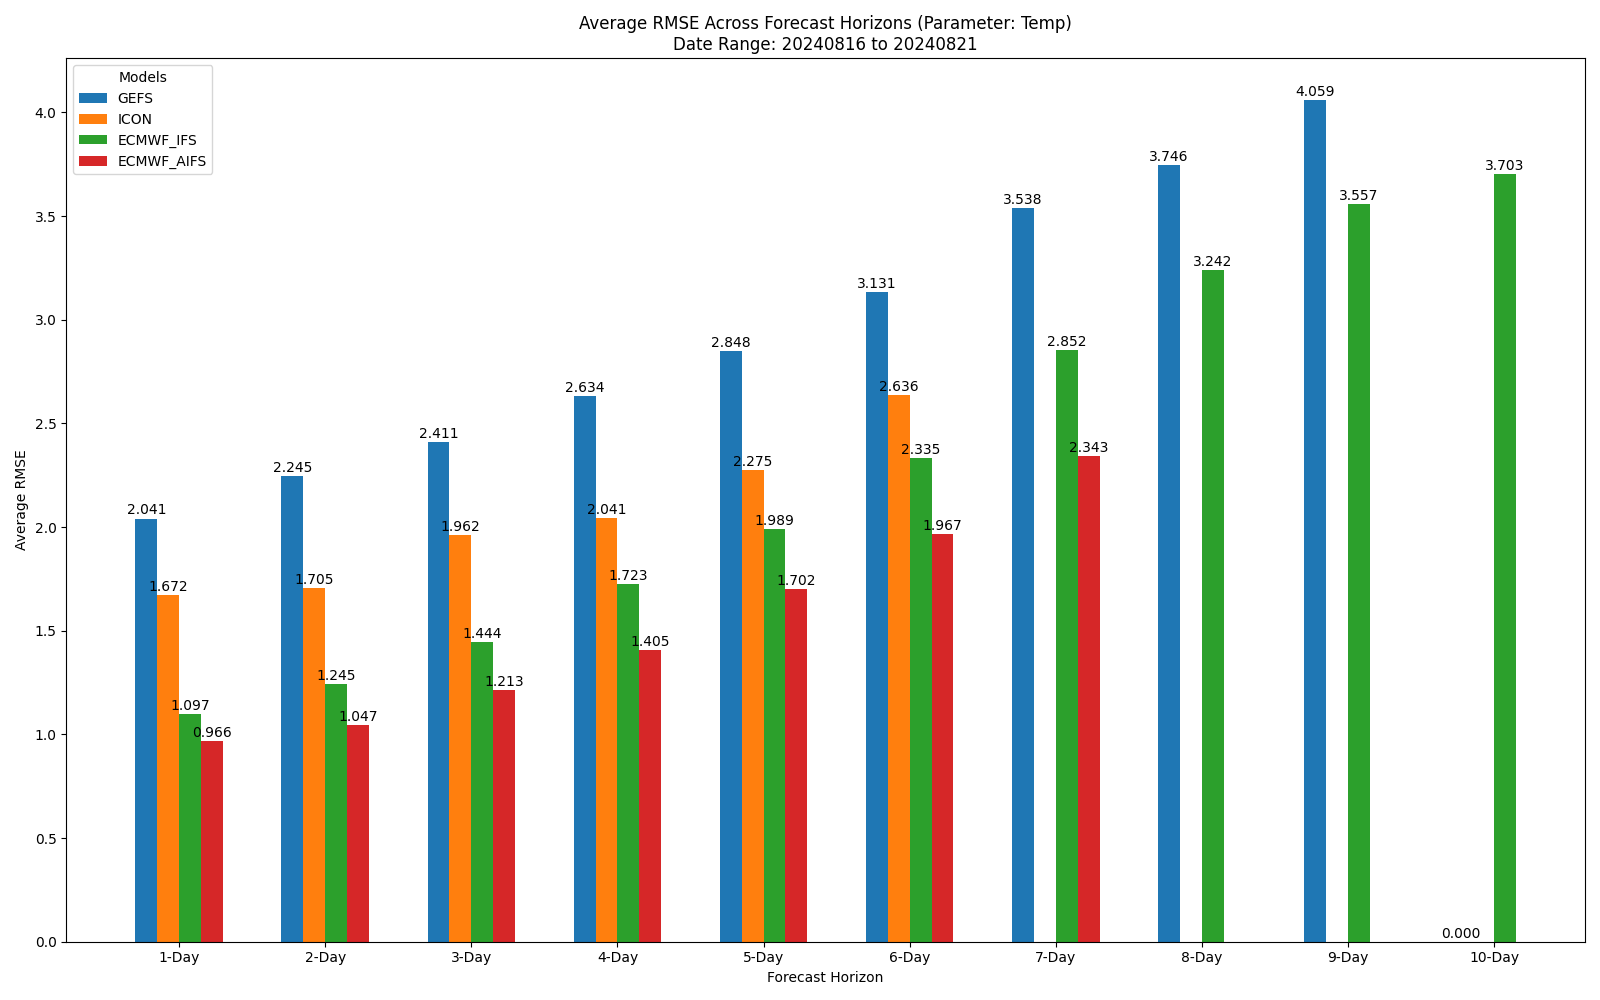 Average RMSE Across Forecast Horizons (Parameter: Temp)
Date Range: 20240816 to 20240821
Models
GEFS
ICON
ECMWF_IFS
ECMWF_AIFS
Average RMSE
4.0
3.5
3.0
2.5
2.0
1.5
1.0
0.5
0.0
2.041
1.672
1.097
0.966
2.245
1.705
1.245
1.047
2.411
1.962
1.444
1.213
2.634
2.041
1.723
1.405
2.848
2.275
1.989
1.702
3.131
2.636
2.335
1.967
3.538
2.852
2.343
3.746
3.242
4.059
3.557
0.000
3.703
1-Day
2-Day
3-Day
4-Day
5-Day
6-Day
7-Day
8-Day
9-Day
10-Day
Forecast Horizon